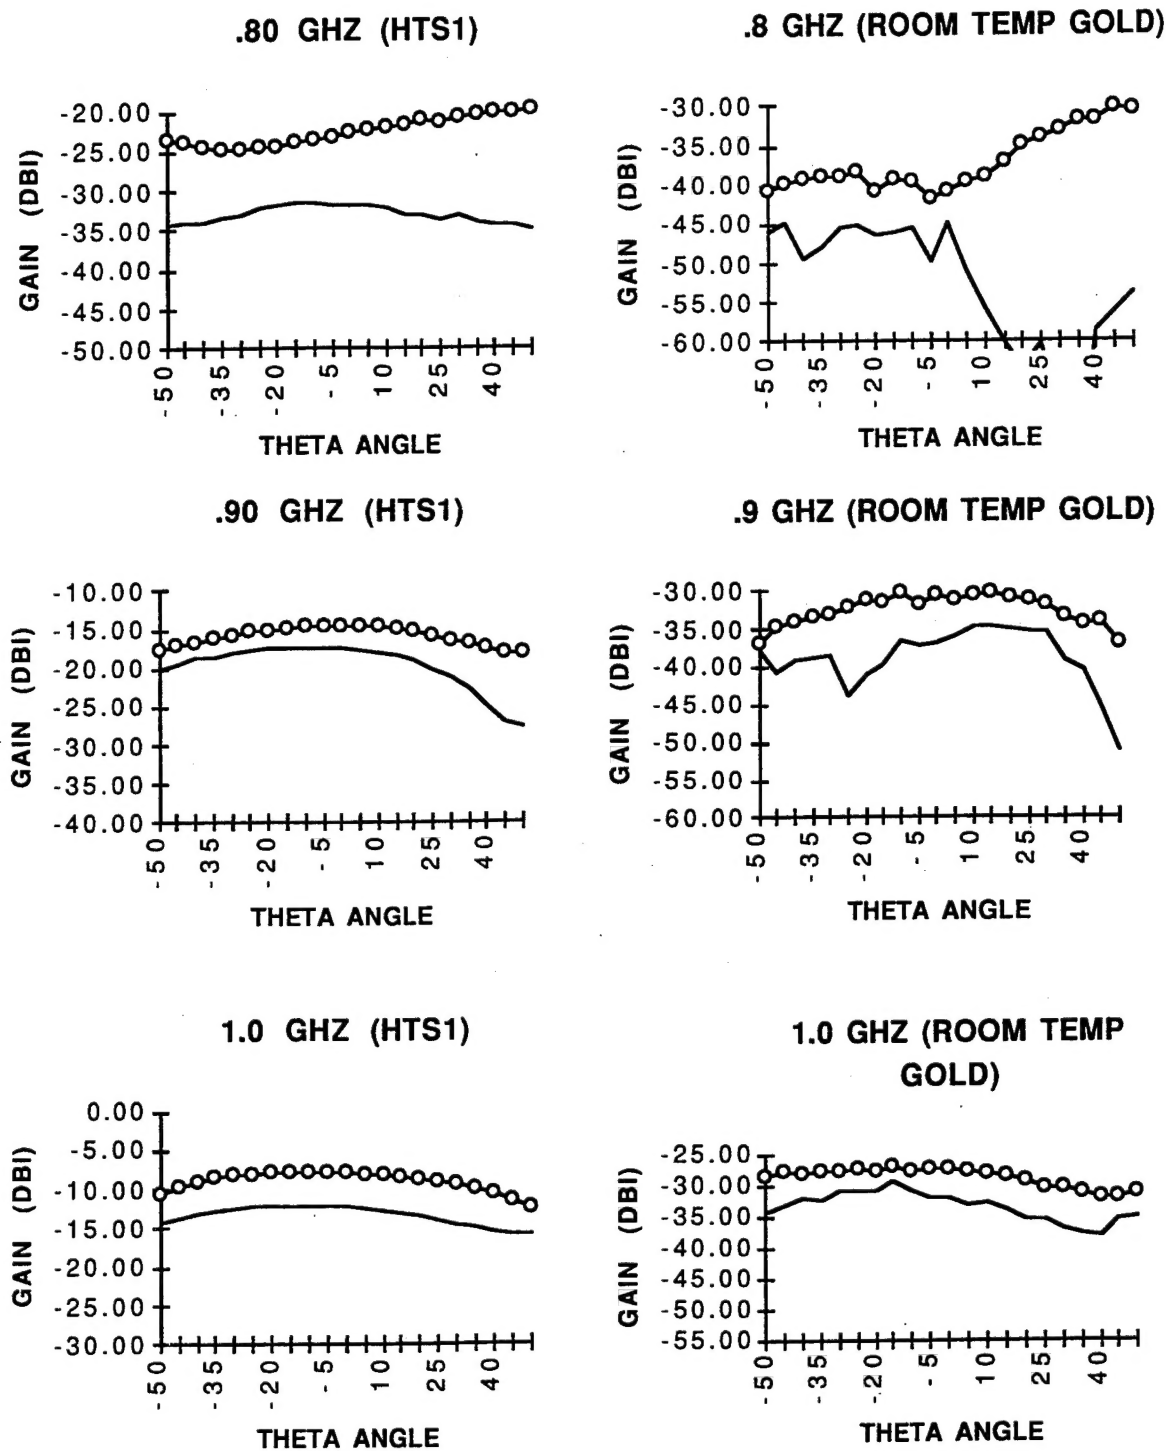 .80 GHZ (HTS1)
-20.00
-25.00
-30.00
-35.00
-40.00
-45.00
-50.00
GAIN (DBI)
-50 -35 -20 -5 10 25 40
THETA ANGLE
.8 GHZ (ROOM TEMP GOLD)
-30.00
-35.00
-40.00
-45.00
-50.00
-55.00
-60.00
GAIN (DBI)
-50 -35 -20 -5 10 25 40
THETA ANGLE
.90 GHZ (HTS1)
-10.00
-15.00
-20.00
-25.00
-30.00
-35.00
-40.00
GAIN (DBI)
-50 -35 -20 -5 10 25 40
THETA ANGLE
.9 GHZ (ROOM TEMP GOLD)
-30.00
-35.00
-40.00
-45.00
-50.00
-55.00
-60.00
GAIN (DBI)
-50 -35 -20 -5 10 25 40
THETA ANGLE
1.0 GHZ (HTS1)
0.00
-5.00
-10.00
-15.00
-20.00
-25.00
-30.00
GAIN (DBI)
-50 -35 -20 -5 10 25 40
THETA ANGLE
1.0 GHZ (ROOM TEMP
GOLD)
-25.00
-30.00
-35.00
-40.00
-45.00
-50.00
-55.00
GAIN (DBI)
-50 -35 -20 -5 10 25 40
THETA ANGLE